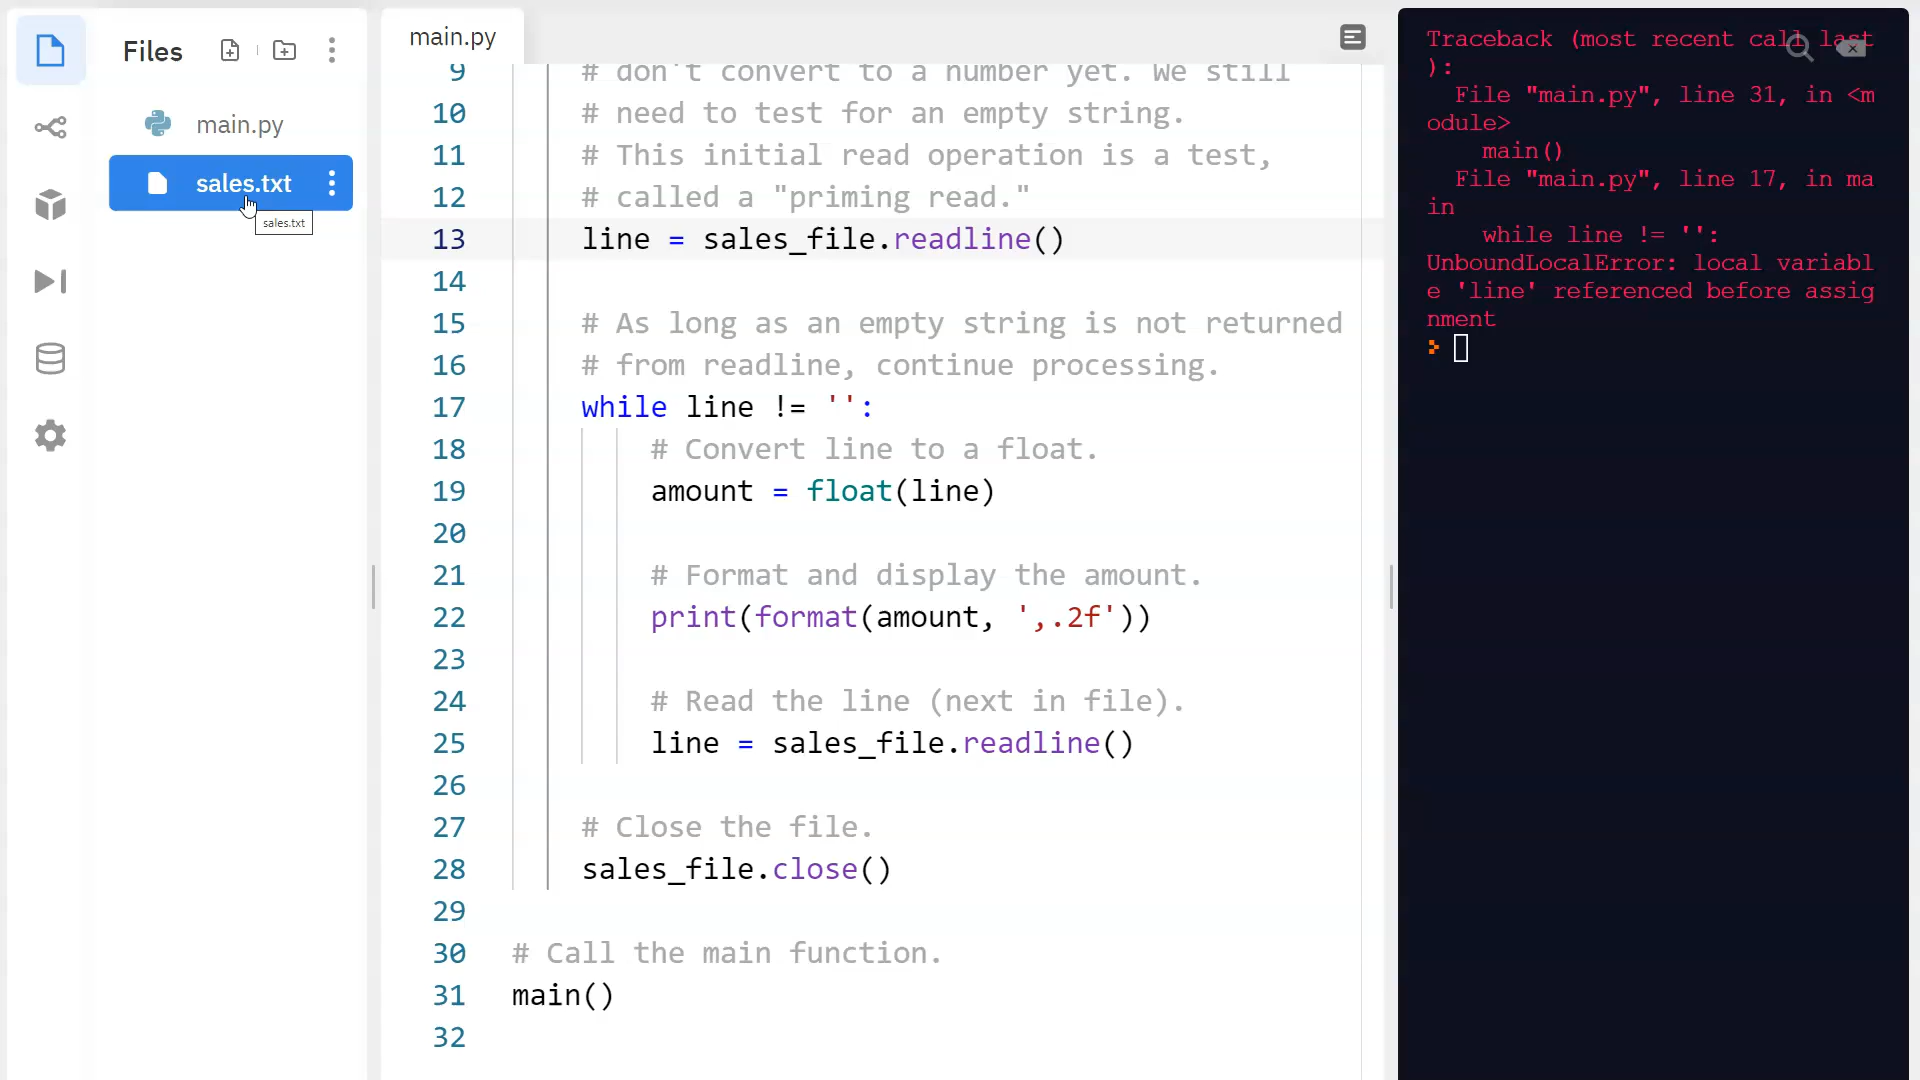 Files
main.py
sales.txt
sales.txt
main.py
9 # don't convert to a number yet. We still
10 # need to test for an empty string.
11 # This initial read operation is a test,
12 # called a "priming read."
13 line = sales_file.readline()
14
15 # As long as an empty string is not returned
16 # from readline, continue processing.
17 while line != '':
18 # Convert line to a float.
19 amount = float(line)
20
21 # Format and display the amount.
22 print(format(amount, ',.2f'))
23
24 # Read the line (next in file).
25 line = sales_file.readline()
26
27 # Close the file.
28 sales_file.close()
29
30 # Call the main function.
31 main()
32
Traceback (most recent call last
):
File "main.py", line 31, in <m
odule>
main()
File "main.py", line 17, in ma
in
while line != '':
UnboundLocalError: local variabl
e 'line' referenced before assig
nment